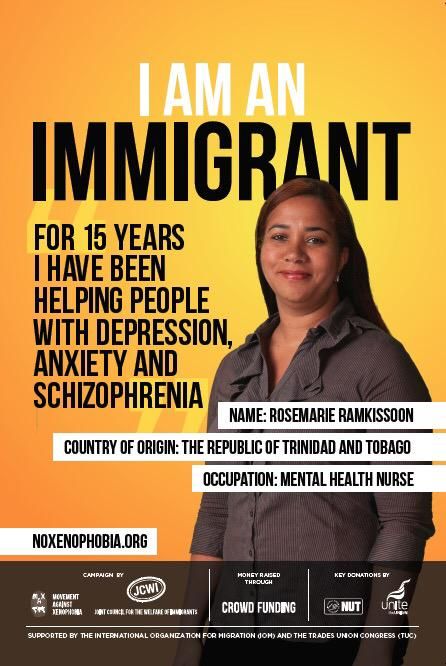 I AM AN
IMMIGRANT
FOR 15 YEARS
I HAVE BEEN
HELPING PEOPLE
WITH DEPRESSION,
ANXIETY AND
SCHIZOPHRENIA
NAME: ROSEMARIE RAMKISSOON
COUNTRY OF ORIGIN: THE REPUBLIC OF TRINIDAD AND TOBAGO
OCCUPATION: MENTAL HEALTH NURSE
NOXENOPHOBIA.ORG
CAMPAIGN BY
MOVEMENT
AGAINST
XENOPHOBIA
JCWI
JOINT COUNCIL FOR THE WELFARE OF IMMIGRANTS
MONEY RAISED
THROUGH
CROWD FUNDING
KEY DONATIONS BY
NUT
unite
theUNION
SUPPORTED BY THE INTERNATIONAL ORGANIZATION FOR MIGRATION (IOM) AND THE TRADES UNION CONGRESS (TUC)